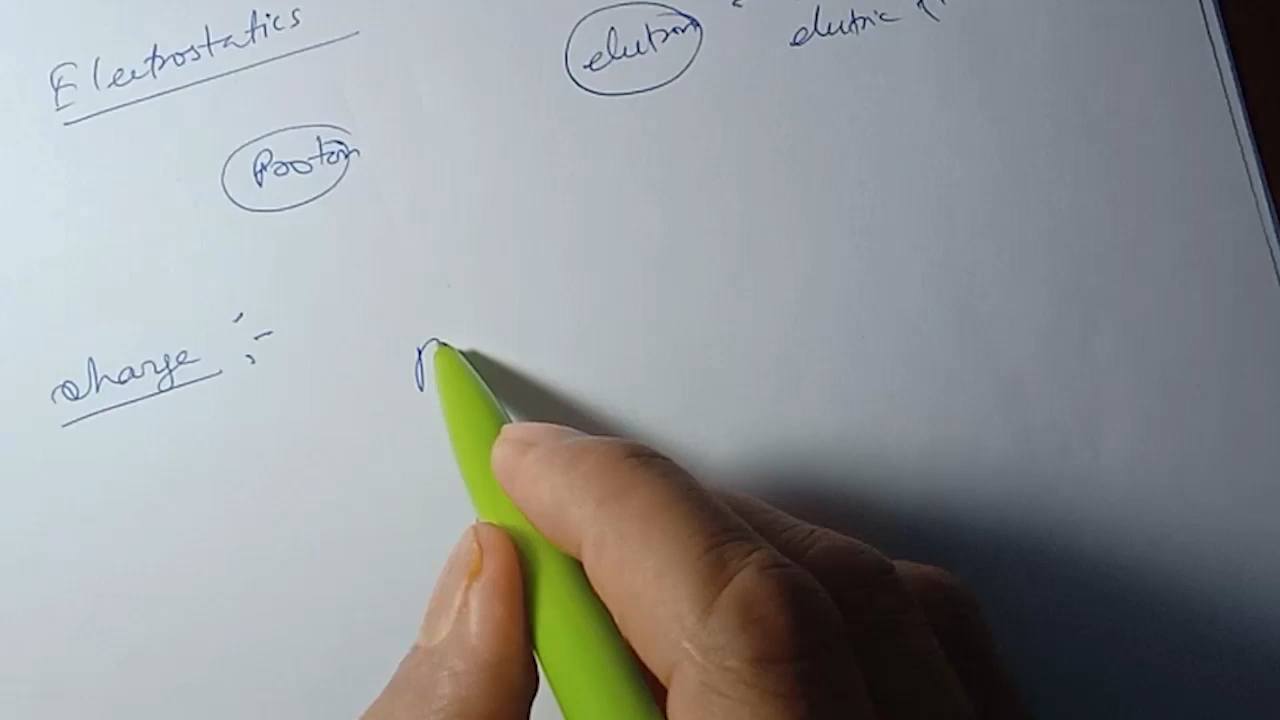 Electrostatics
electron
electric
Proton
charge :-